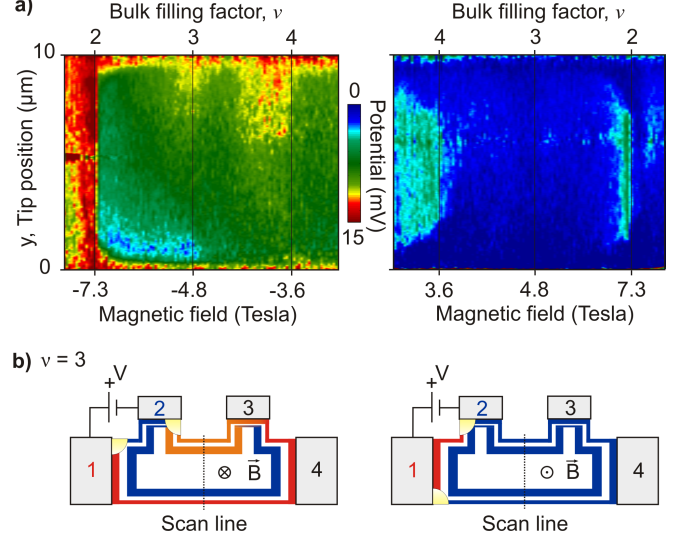 a)
Bulk filling factor, ν
2 3 4
10
y, Tip position (μm)
0
-7.3 -4.8 -3.6
Magnetic field (Tesla)
0
Potential (mV)
15
Bulk filling factor, ν
4 3 2
3.6 4.8 7.3
Magnetic field (Tesla)
b) ν = 3
+ V
1 2 3 4
B
Scan line
+ V
1 2 3 4
B
Scan line